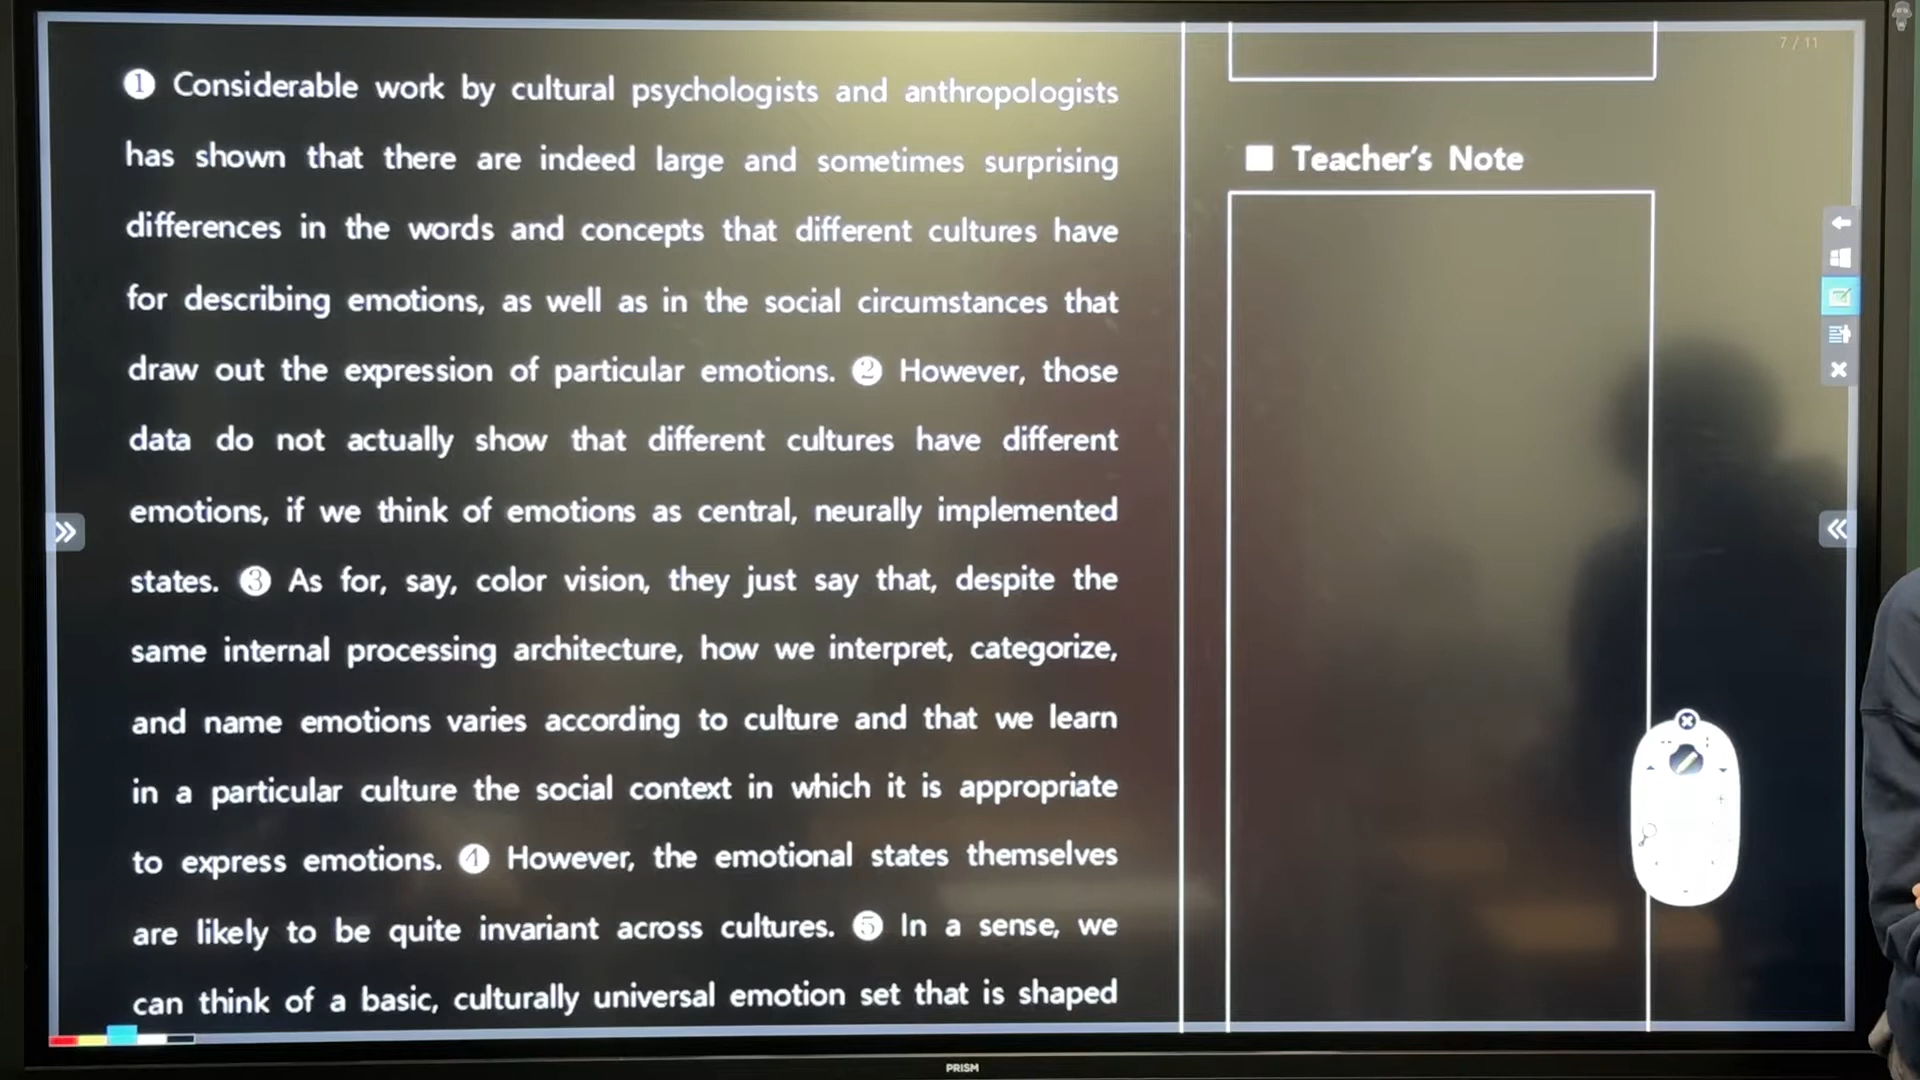 ① Considerable work by cultural psychologists and anthropologists
has shown that there are indeed large and sometimes surprising
differences in the words and concepts that different cultures have
for describing emotions, as well as in the social circumstances that
draw out the expression of particular emotions. ② However, those
data do not actually show that different cultures have different
emotions, if we think of emotions as central, neurally implemented
states. ③ As for, say, color vision, they just say that, despite the
same internal processing architecture, how we interpret, categorize,
and name emotions varies according to culture and that we learn
in a particular culture the social context in which it is appropriate
to express emotions. ④ However, the emotional states themselves
are likely to be quite invariant across cultures. ⑤ In a sense, we
can think of a basic, culturally universal emotion set that is shaped
7 / 11
■ Teacher's Note
PRISM